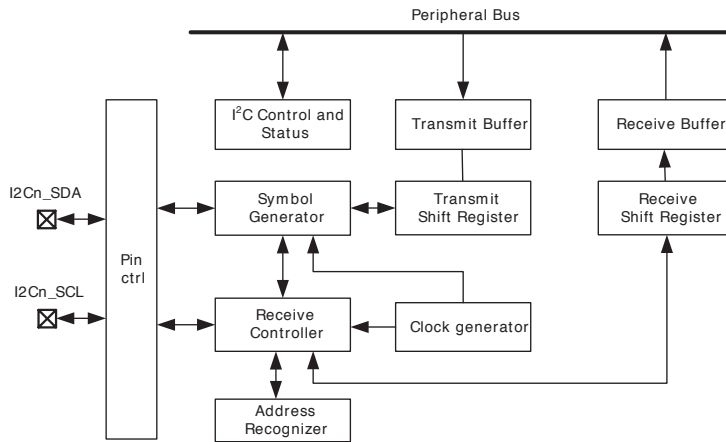 Peripheral Bus
I²C Control and
Status
Transmit Buffer
Receive Buffer
I2Cn_SDA
Symbol
Generator
Transmit
Shift Register
Receive
Shift Register
Pin
ctrl
I2Cn_SCL
Receive
Controller
Clock generator
Address
Recognizer